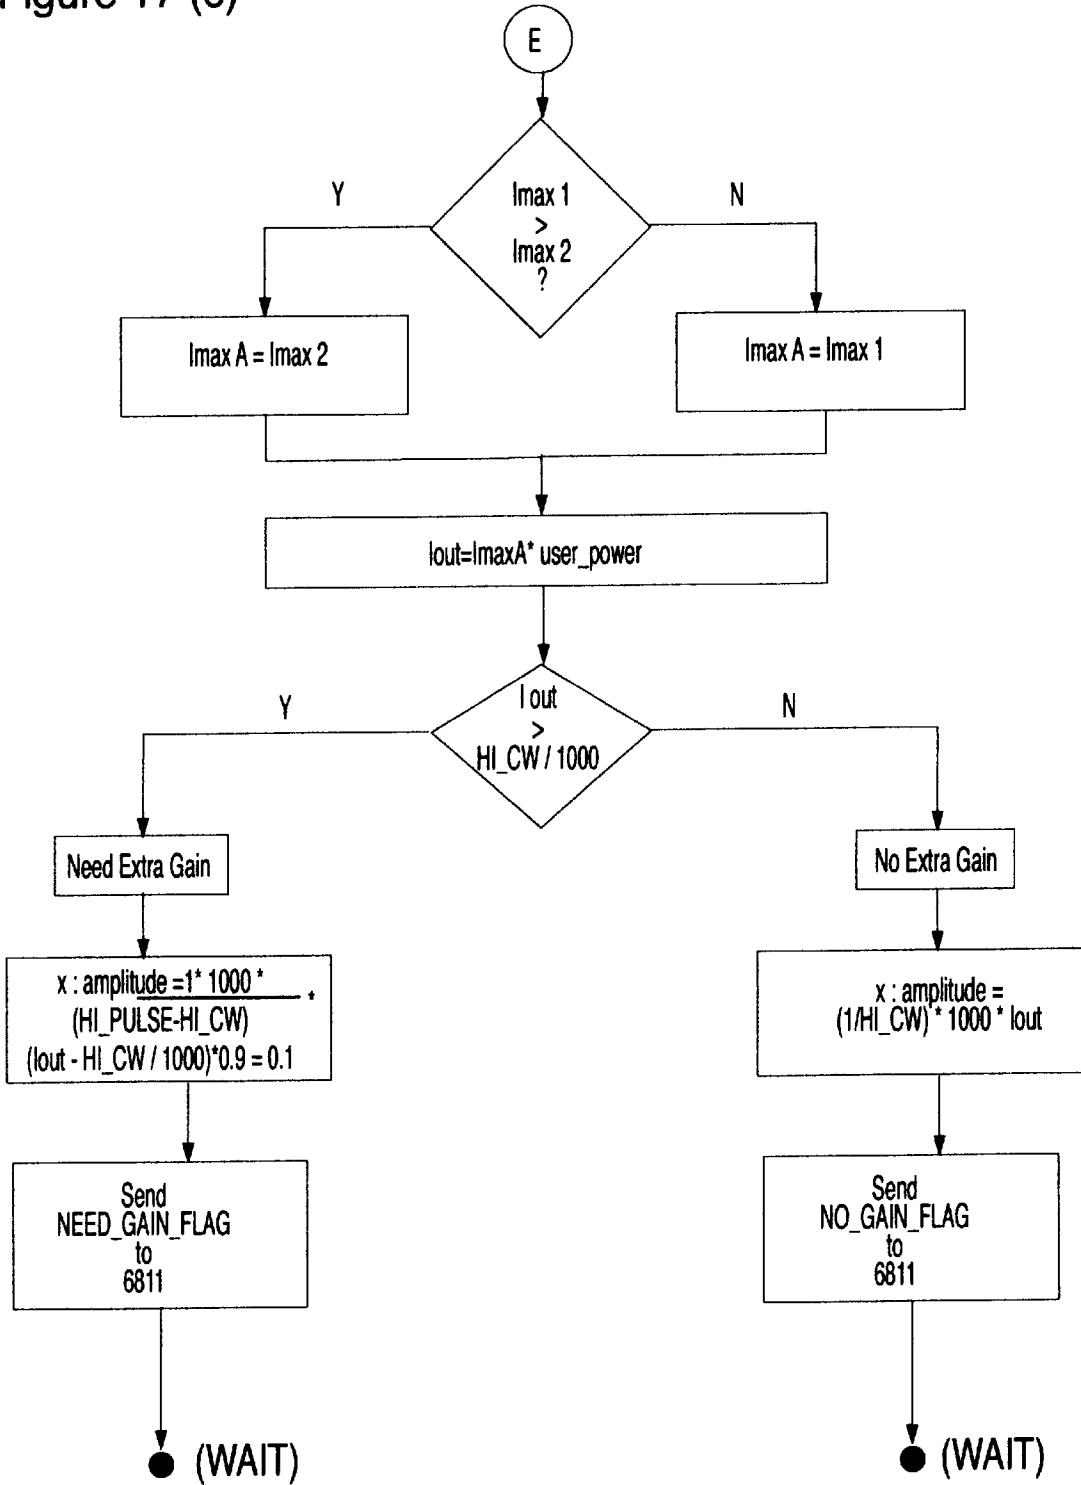 Figure 17 (e)
E
Y
N
Imax 1
>
Imax 2
?
Imax A = Imax 2
Imax A = Imax 1
Iout=ImaxA* user_power
Y
N
I out
>
HI_CW / 1000
Need Extra Gain
No Extra Gain
x : amplitude =1* 1000 * *
(HI_PULSE-HI_CW)
(Iout - HI_CW / 1000)*0.9 = 0.1
x : amplitude =
(1/HI_CW) * 1000 * Iout
Send
NEED_GAIN_FLAG
to
6811
Send
NO_GAIN_FLAG
to
6811
(WAIT)
(WAIT)